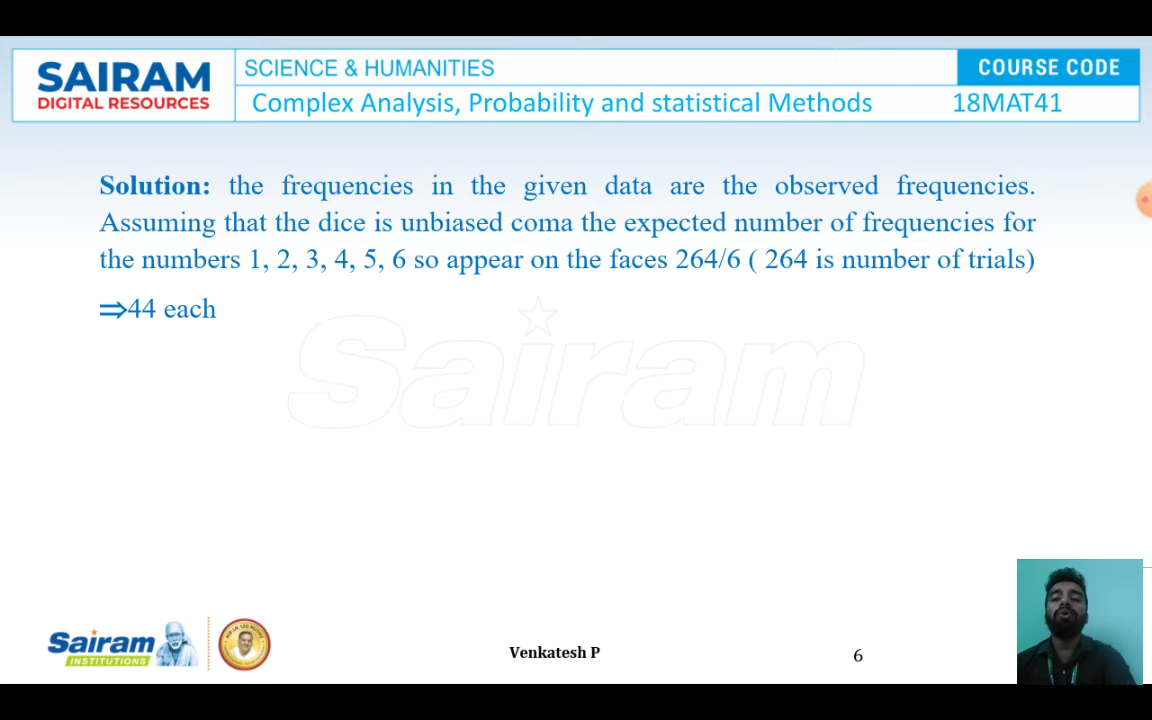 SAIRAM
DIGITAL RESOURCES
SCIENCE & HUMANITIES
COURSE CODE
Complex Analysis, Probability and statistical Methods
18MAT41
Solution: the frequencies in the given data are the observed frequencies.
Assuming that the dice is unbiased coma the expected number of frequencies for
the numbers 1, 2, 3, 4, 5, 6 so appear on the faces 264/6 ( 264 is number of trials)
⇒44 each
Sairam
Sairam
INSTITUTIONS
Venkatesh P
6